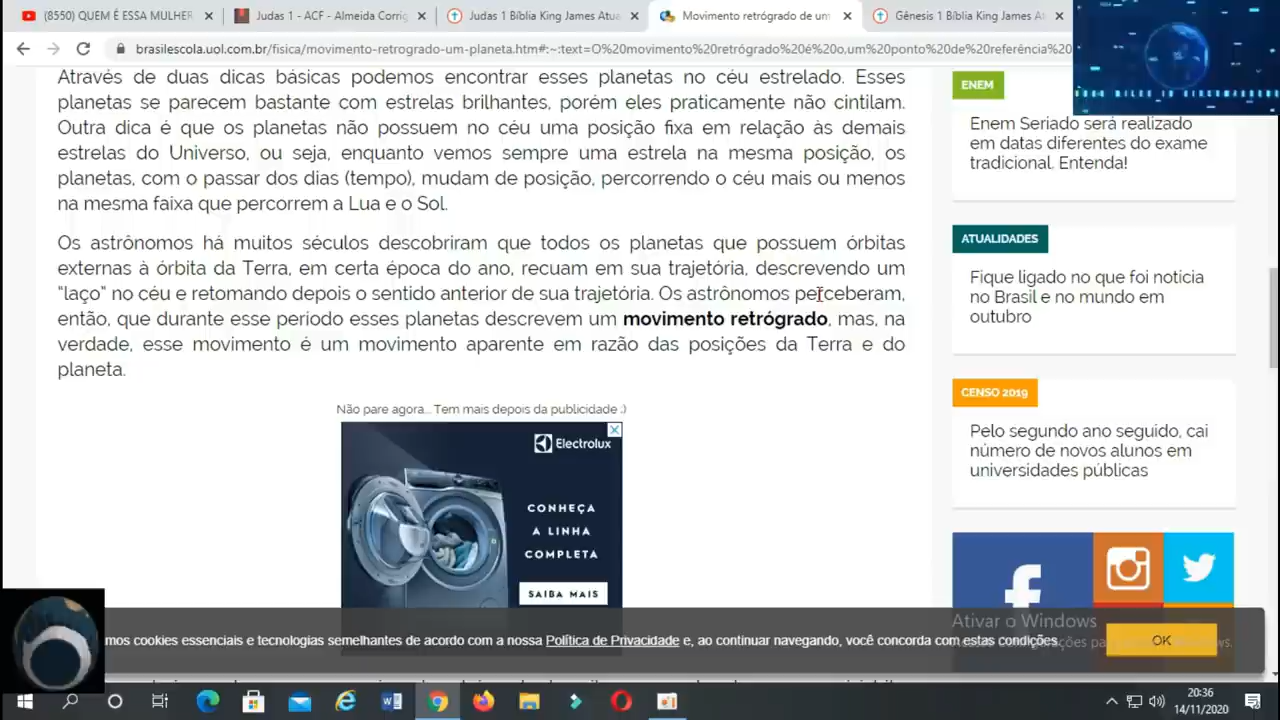 (8550) QUEM É ESSA MULHER
Judas 1 - ACF - Almeida Corrig
Judas 1 Bíblia King James Atua
Movimento retrógrado de um
Gênesis 1 Bíblia King James At
brasilescola.uol.com.br/fisica/movimento-retrogrado-um-planeta.htm#:~:text=O%20movimento%20retrógrado%20é%20o,um%20ponto%20de%20referência%20
Através de duas dicas básicas podemos encontrar esses planetas no céu estrelado. Esses
planetas se parecem bastante com estrelas brilhantes, porém eles praticamente não cintilam.
Outra dica é que os planetas não possuem no céu uma posição fixa em relação às demais
estrelas do Universo, ou seja, enquanto vemos sempre uma estrela na mesma posição, os
planetas, com o passar dos dias (tempo), mudam de posição, percorrendo o céu mais ou menos
na mesma faixa que percorrem a Lua e o Sol.
Os astrônomos há muitos séculos descobriram que todos os planetas que possuem órbitas
externas à órbita da Terra, em certa época do ano, recuam em sua trajetória, descrevendo um
“laço” no céu e retomando depois o sentido anterior de sua trajetória. Os astrônomos perceberam,
então, que durante esse período esses planetas descrevem um movimento retrógrado, mas, na
verdade, esse movimento é um movimento aparente em razão das posições da Terra e do
planeta.
Não pare agora... Tem mais depois da publicidade ;)
Electrolux
CONHEÇA
A LINHA
COMPLETA
SAIBA MAIS
ENEM
Enem Seriado será realizado
em datas diferentes do exame
tradicional. Entenda!
ATUALIDADES
Fique ligado no que foi notícia
no Brasil e no mundo em
outubro
CENSO 2019
Pelo segundo ano seguido, cai
número de novos alunos em
universidades públicas
Ativar o Windows
mos cookies essenciais e tecnologias semelhantes de acordo com a nossa Política de Privacidade e, ao continuar navegando, você concorda com estas condições.
OK
20:36
14/11/2020